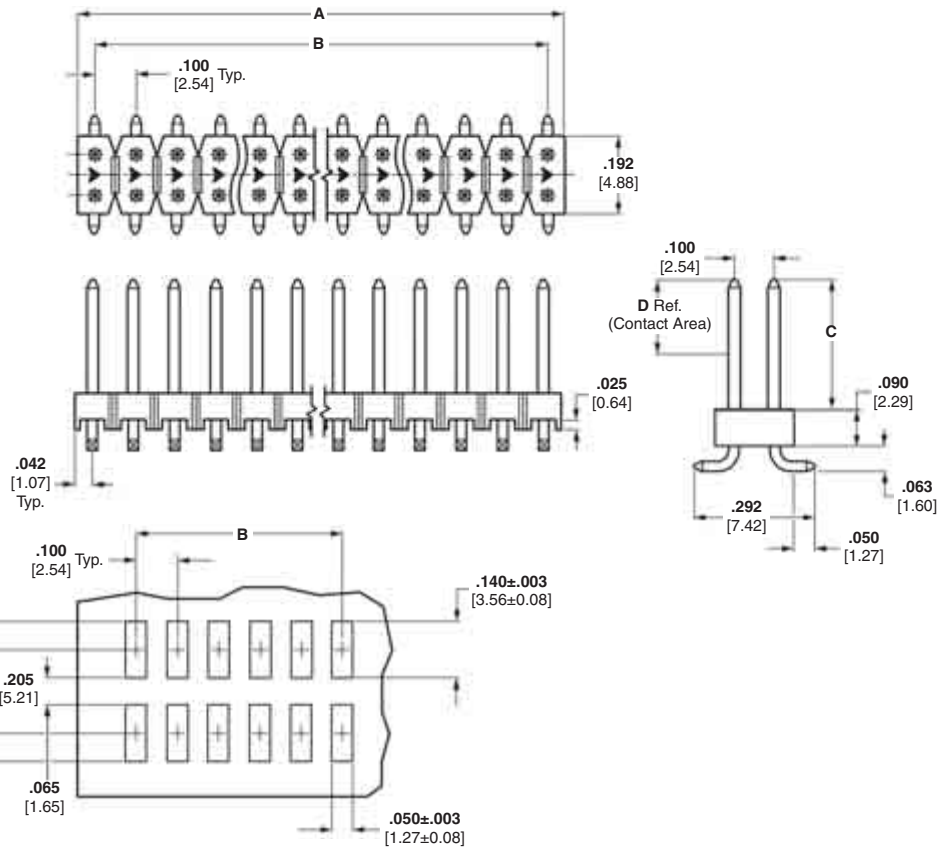 A
B
.100
[2.54] Typ.
.192
[4.88]
.100
[2.54]
D Ref.
(Contact Area)
C
.025
[0.64]
.090
[2.29]
.042
[1.07]
Typ.
.063
[1.60]
.292
[7.42]
.050
[1.27]
B
.100
[2.54] Typ.
.140±.003
[3.56±0.08]
.205
[5.21]
.065
[1.65]
.050±.003
[1.27±0.08]